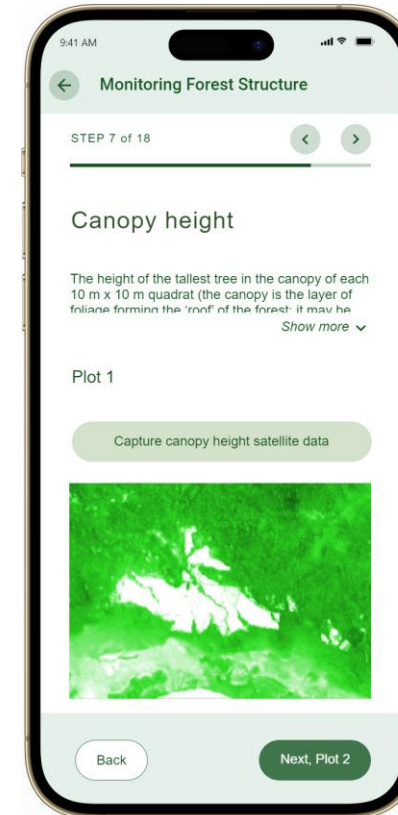 9:41 AM
Monitoring Forest Structure
STEP 7 of 18
Canopy height
The height of the tallest tree in the canopy of each
10 m x 10 m quadrat (the canopy is the layer of
foliage forming the ‘roof’ of the forest; it may be
Show more
Plot 1
Capture canopy height satellite data
Back
Next, Plot 2